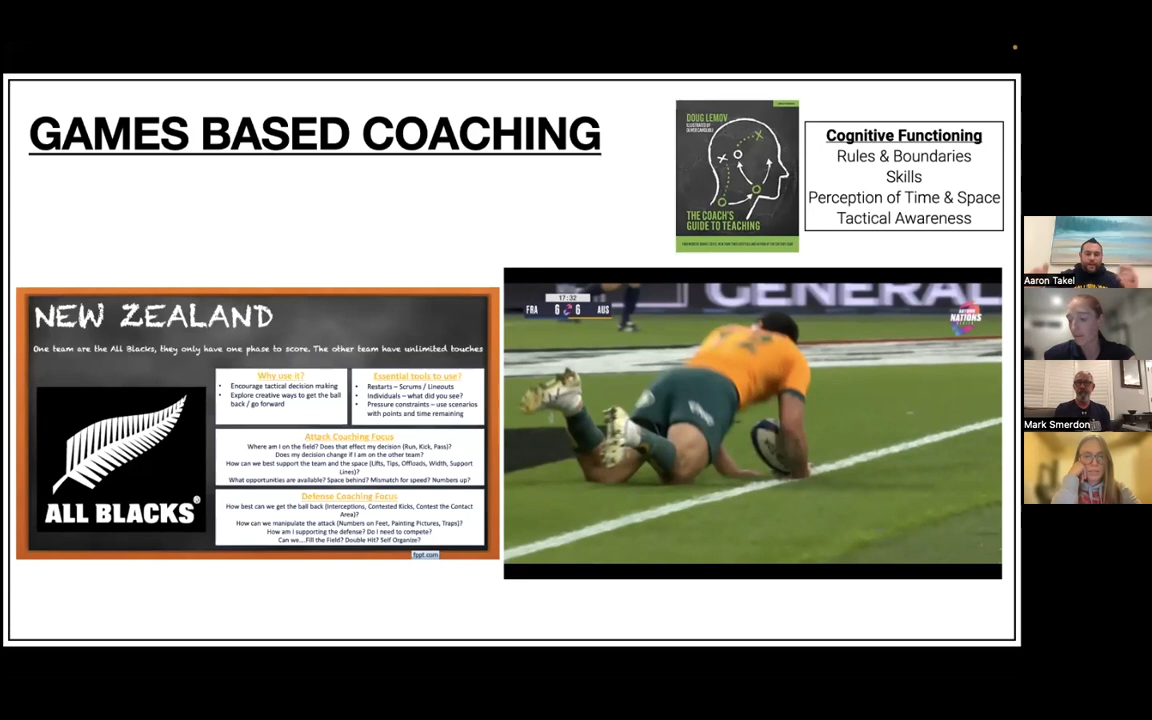 GAMES BASED COACHING
DOUG LEMOV
ILLUSTRATED BY
OLIVER CAVIGLIOLI
THE COACH'S
GUIDE TO TEACHING
Cognitive Functioning
Rules & Boundaries
Skills
Perception of Time & Space
Tactical Awareness
NEW ZEALAND
One team are the All Blacks, they only have one phase to score. The other team have unlimited touches
Why use it?
• Encourage tactical decision making
• Explore creative ways to get the ball
back / go forward
Essential tools to use?
• Restarts – Scrums / Lineouts
• Individuals – what did you see?
• Pressure constraints – use scenarios
with points and time remaining
Attack Coaching Focus
Where am I on the field? Does that effect my decision (Run, Kick, Pass)?
Does my decision change if I am on the other team?
How can we best support the team and the space (Lifts, Tips, Offloads, Width, Support
Lines)?
What opportunities are available? Space behind? Mismatch for speed? Numbers up?
Defense Coaching Focus
How best can we get the ball back (Interceptions, Contested Kicks, Contest the Contact
Area)?
How can we manipulate the attack (Numbers on Feet, Painting Pictures, Traps)?
How am I supporting the defense? Do I need to compete?
Can we....Fill the Field? Double Hit? Self Organize?
ALL BLACKS®
fppt.com
17:32
FRA 6 6 AUS
GENERAL
NATIONS
Aaron Takel
Mark Smerdon